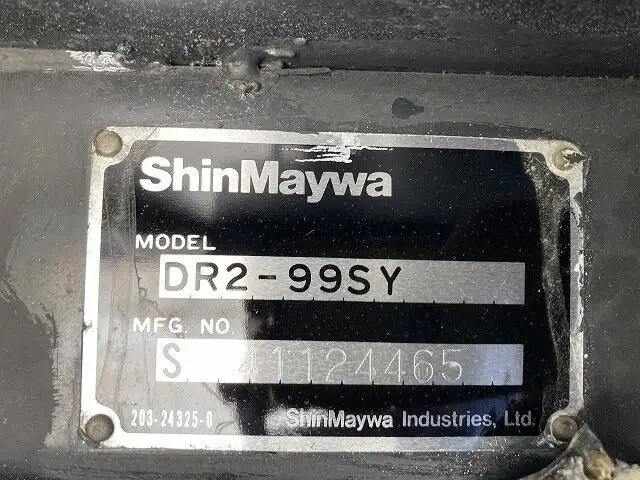 ShinMaywa
MODEL
DR2-99SY
MFG. NO.
S 41124465
203-24325-0 ShinMaywa Industries, Ltd.